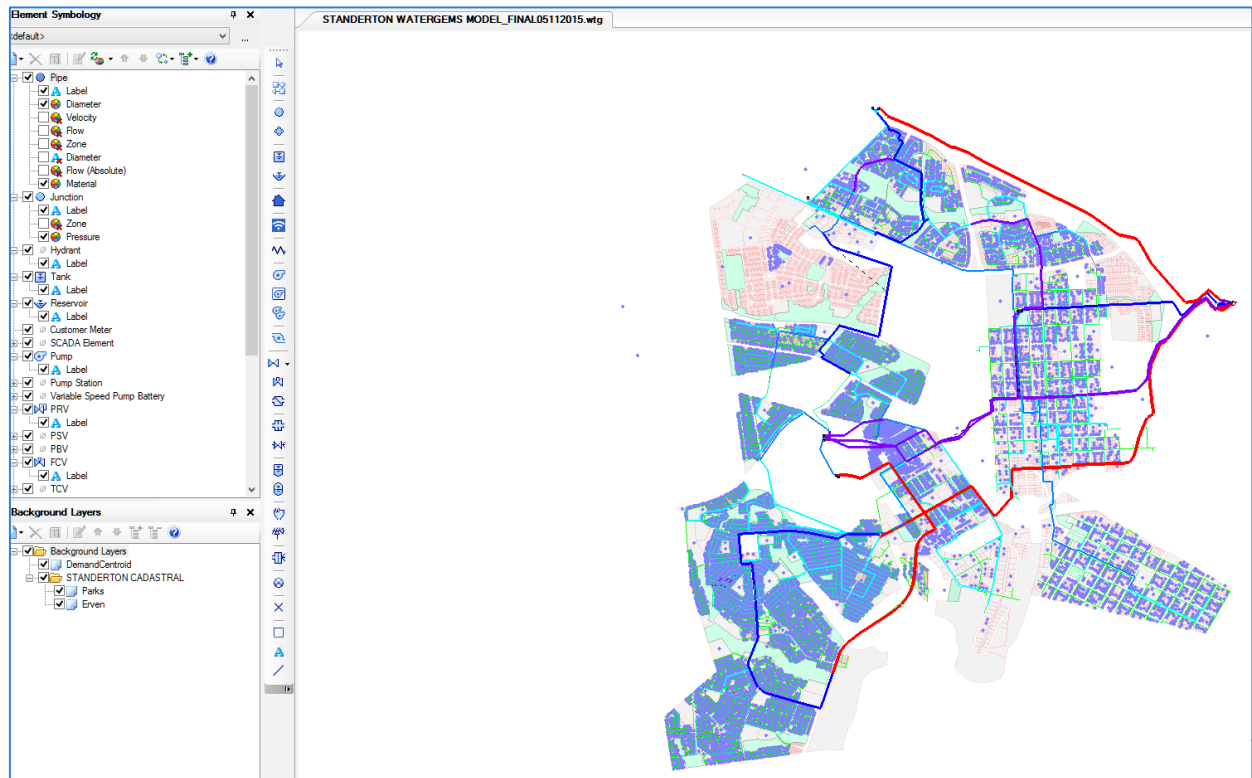 Element Symbology
STANDERTON WATERGEMS MODEL_FINAL05112015.wtg
<default>
...
Pipe
Label
Diameter
Velocity
Flow
Zone
Diameter
Flow (Absolute)
Material
Junction
Label
Zone
Pressure
Hydrant
Label
Tank
Label
Reservoir
Label
Customer Meter
SCADA Element
Pump
Label
Pump Station
Variable Speed Pump Battery
PRV
Label
PSV
PBV
FCV
Label
TCV
Background Layers
Background Layers
DemandCentroid
STANDERTON CADASTRAL
Parks
Erven